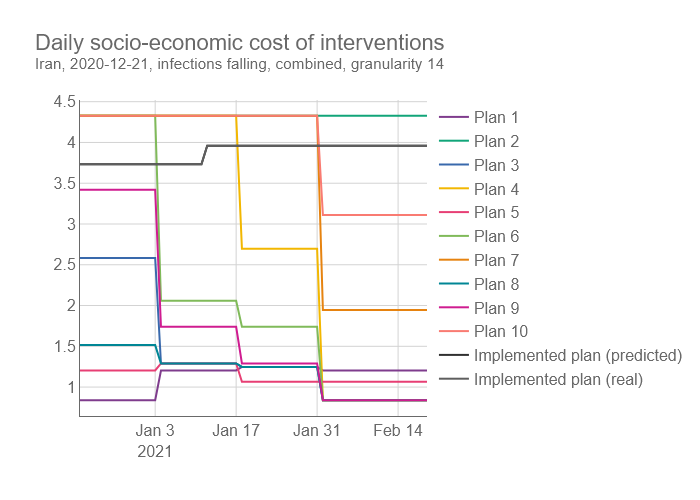 Daily socio-economic cost of interventions
Iran, 2020-12-21, infections falling, combined, granularity 14
4.5
4
3.5
3
2.5
2
1.5
1
Jan 3
2021
Jan 17
Jan 31
Feb 14
Plan 1
Plan 2
Plan 3
Plan 4
Plan 5
Plan 6
Plan 7
Plan 8
Plan 9
Plan 10
Implemented plan (predicted)
Implemented plan (real)